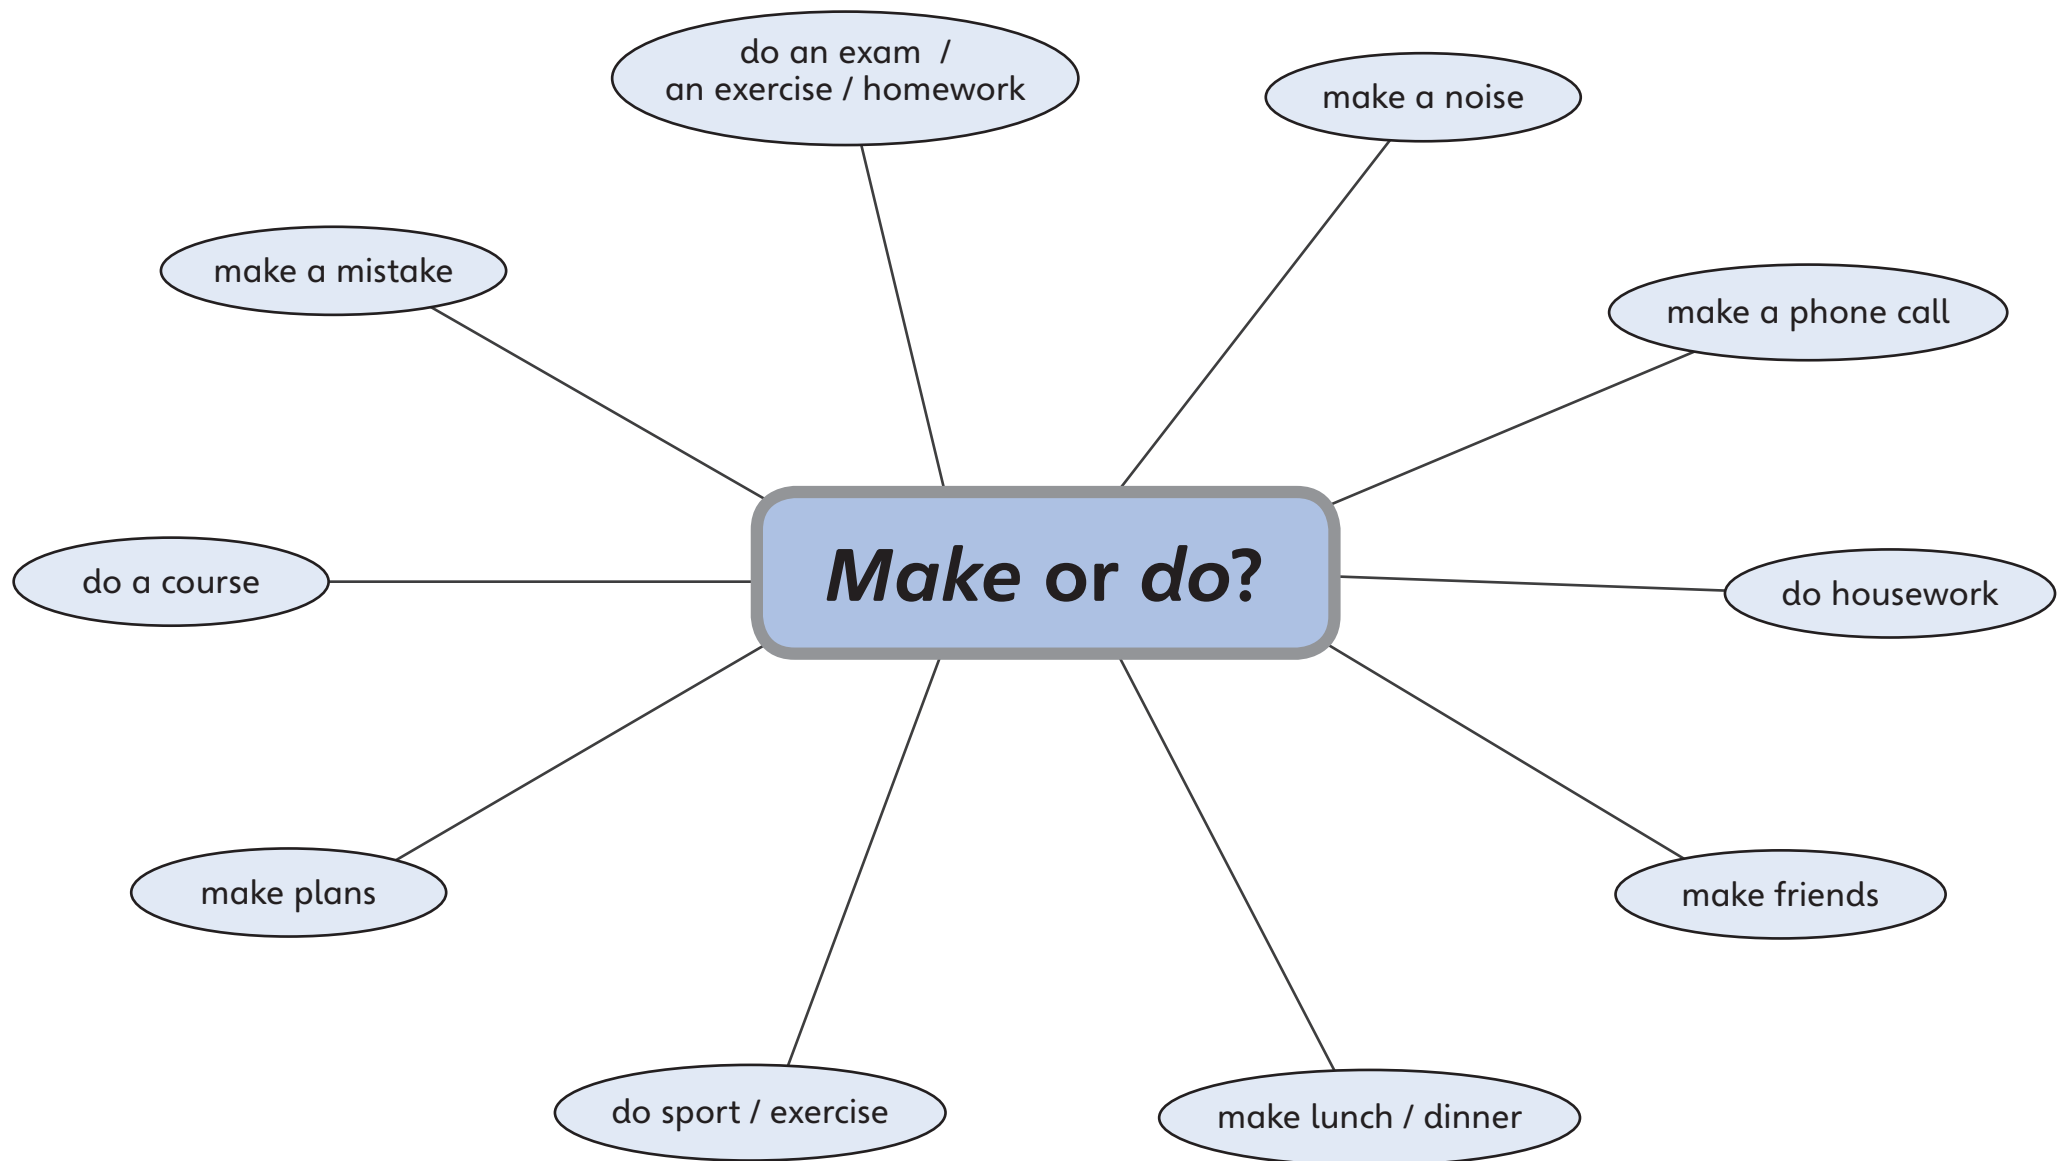 do an exam /
an exercise / homework
make a noise
make a mistake
make a phone call
Make or do?
do a course
do housework
make plans
make friends
do sport / exercise
make lunch / dinner